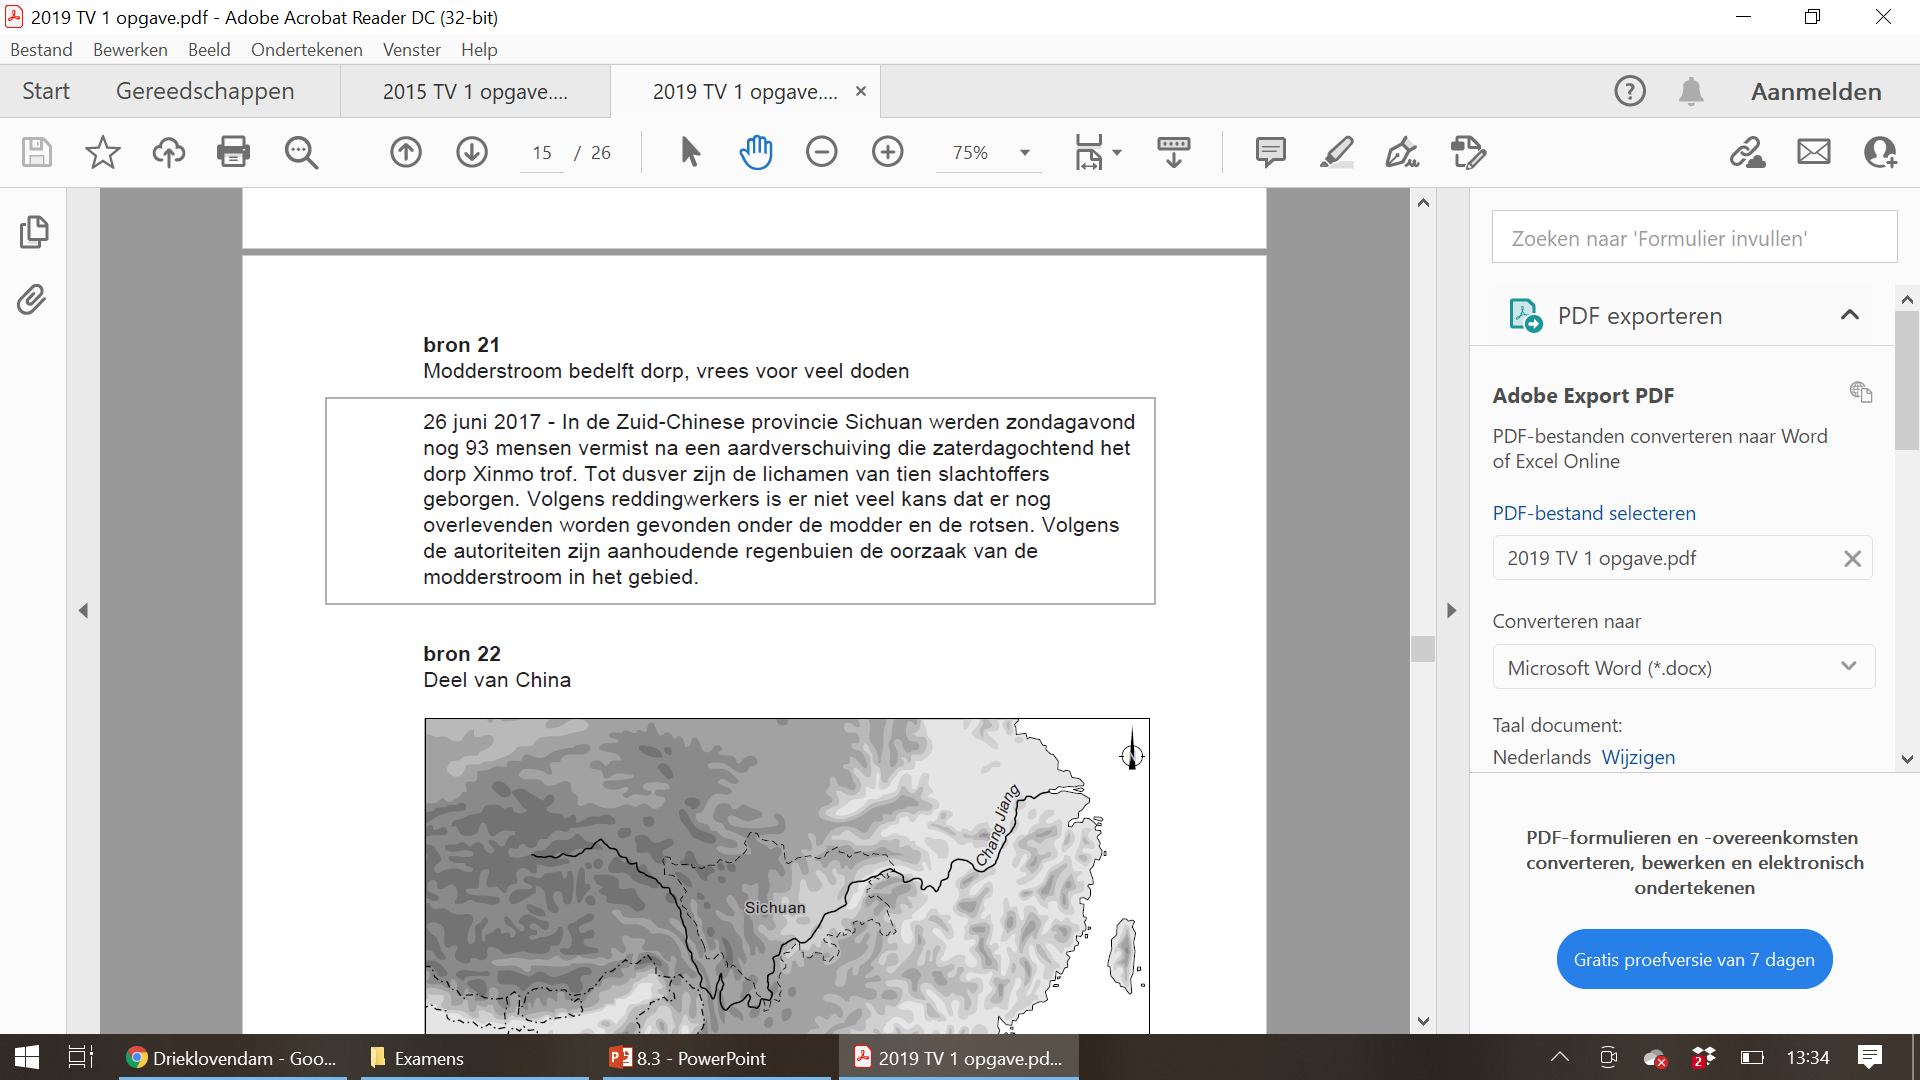 2019 TV 1 opgave.pdf - Adobe Acrobat Reader DC (32-bit)
Bestand Bewerken Beeld Ondertekenen Venster Help
Start Gereedschappen 2015 TV 1 opgave.... 2019 TV 1 opgave.... Aanmelden
15 / 26 75%
Zoeken naar 'Formulier invullen'
PDF exporteren
Adobe Export PDF
PDF-bestanden converteren naar Word
of Excel Online
PDF-bestand selecteren
2019 TV 1 opgave.pdf
Converteren naar
Microsoft Word (*.docx)
Taal document:
Nederlands Wijzigen
PDF-formulieren en -overeenkomsten
converteren, bewerken en elektronisch
ondertekenen
Gratis proefversie van 7 dagen
bron 21
Modderstroom bedelft dorp, vrees voor veel doden
26 juni 2017 - In de Zuid-Chinese provincie Sichuan werden zondagavond
nog 93 mensen vermist na een aardverschuiving die zaterdagochtend het
dorp Xinmo trof. Tot dusver zijn de lichamen van tien slachtoffers
geborgen. Volgens reddingwerkers is er niet veel kans dat er nog
overlevenden worden gevonden onder de modder en de rotsen. Volgens
de autoriteiten zijn aanhoudende regenbuien de oorzaak van de
modderstroom in het gebied.
bron 22
Deel van China
Chang Jiang
Sichuan
Drieklovendam - Goo... Examens 8.3 - PowerPoint 2019 TV 1 opgave.pd... 2 13:34